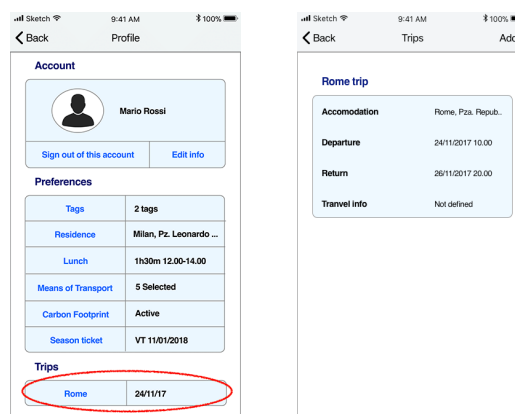 Sketch 9:41 AM 100%
Back Profile
Account
Mario Rossi
Sign out of this account Edit info
Preferences
Tags 2 tags
Residence Milan, Pz. Leonardo ...
Lunch 1h30m 12.00-14.00
Means of Transport 5 Selected
Carbon Footprint Active
Season ticket VT 11/01/2018
Trips
Rome 24/11/17
Sketch 9:41 AM 100%
Back Trips Add
Rome trip
Accomodation Rome, Pza. Repub..
Departure 24/11/2017 10.00
Return 26/11/2017 20.00
Tranvel info Not defined